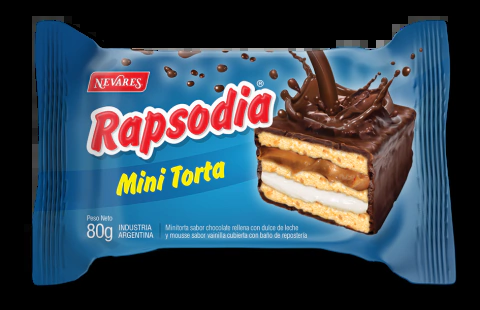 NEVARES
Rapsodia®
Mini Torta
Peso Neto
80g
INDUSTRIA
ARGENTINA
Minitorta sabor chocolate rellena con dulce de leche
y mousse sabor vainilla cubierta con baño de repostería